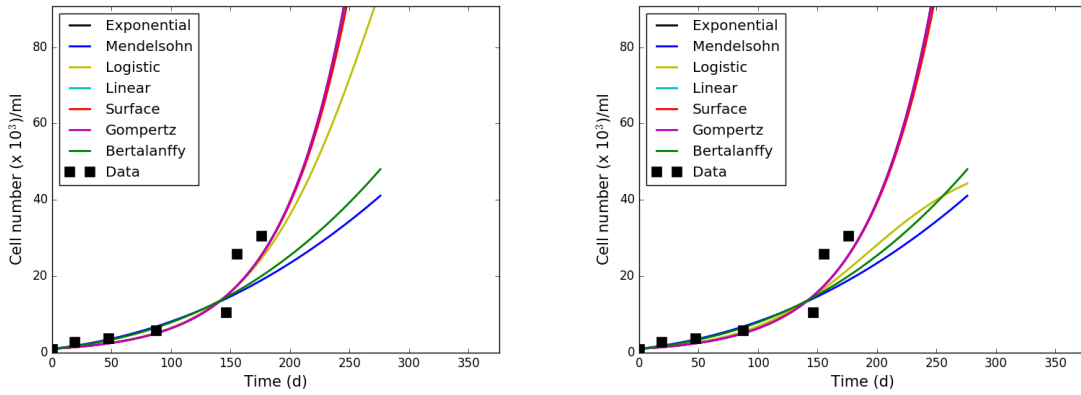 Cell number (x 10³)/ml
80
60
40
20
0
Exponential
Mendelsohn
Logistic
Linear
Surface
Gompertz
Bertalanffy
Data
0 50 100 150 200 250 300 350
Time (d)
Cell number (x 10³)/ml
80
60
40
20
0
Exponential
Mendelsohn
Logistic
Linear
Surface
Gompertz
Bertalanffy
Data
0 50 100 150 200 250 300 350
Time (d)